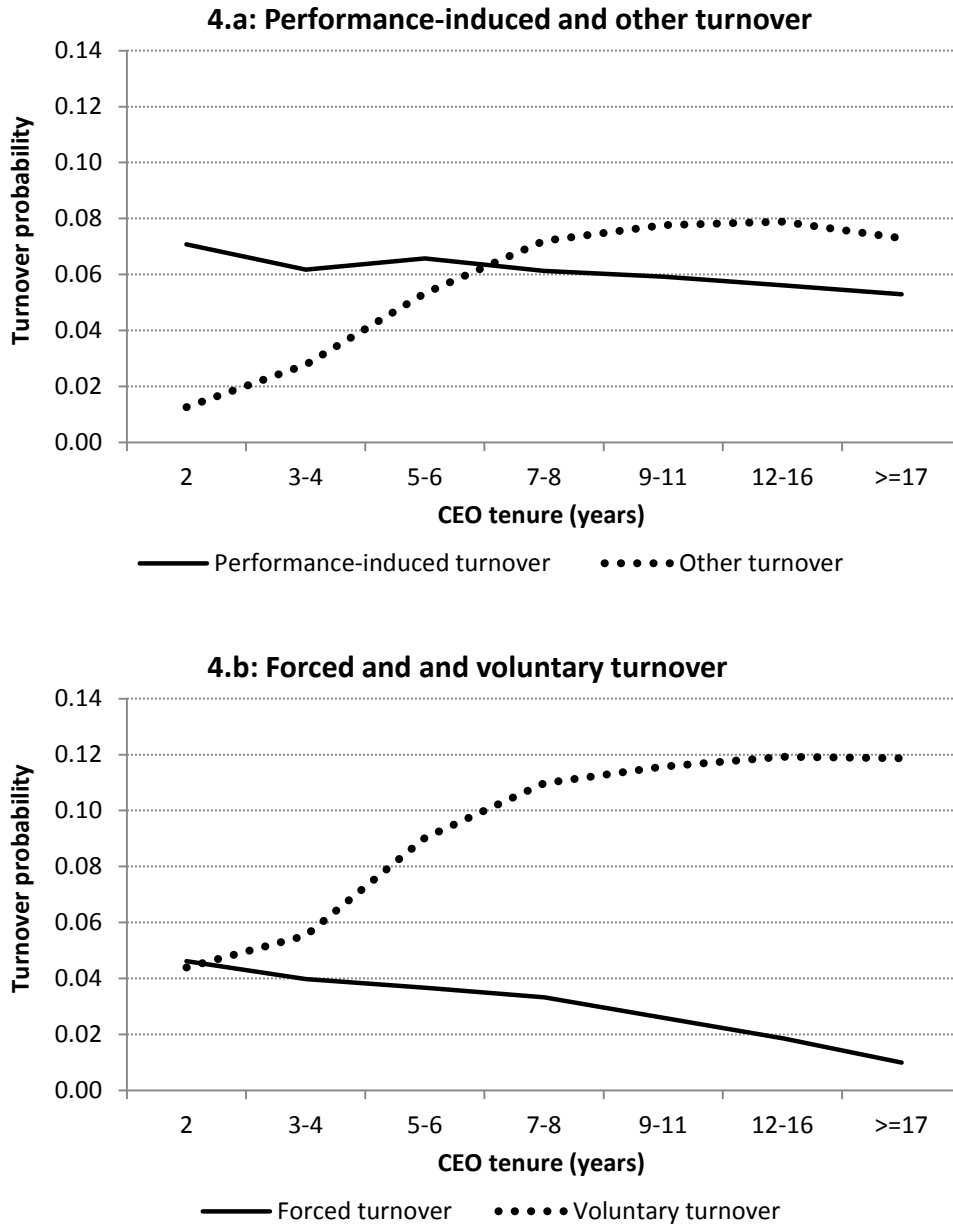 4.a: Performance-induced and other turnover
0.14
0.12
0.10
0.08
0.06
0.04
0.02
0.00
Turnover probability
2 3-4 5-6 7-8 9-11 12-16 >=17
CEO tenure (years)
Performance-induced turnover Other turnover
4.b: Forced and and voluntary turnover
0.14
0.12
0.10
0.08
0.06
0.04
0.02
0.00
Turnover probability
2 3-4 5-6 7-8 9-11 12-16 >=17
CEO tenure (years)
Forced turnover Voluntary turnover